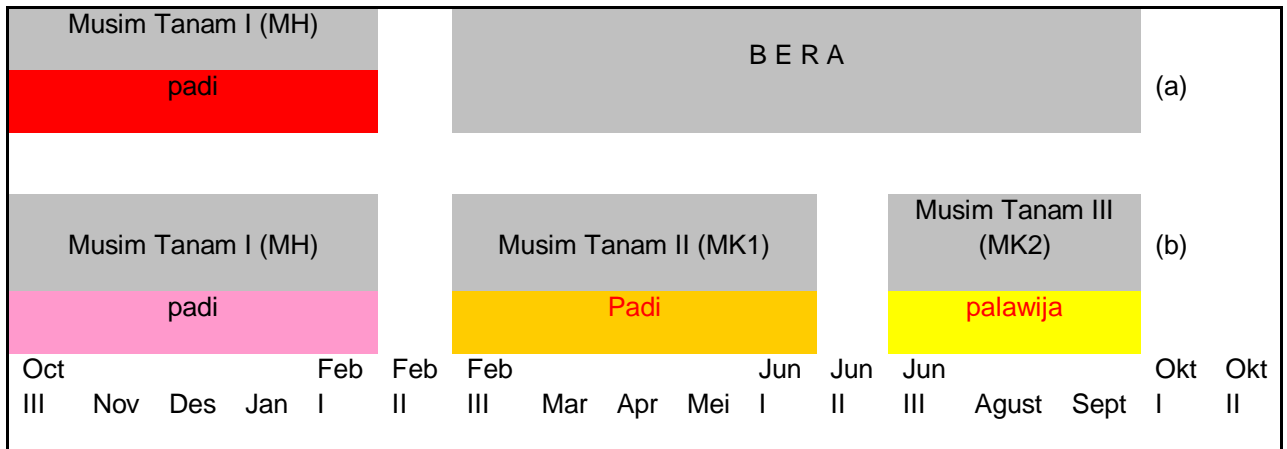 Musim Tanam I (MH)
B E R A
padi
(a)
Musim Tanam III
Musim Tanam I (MH) Musim Tanam II (MK1) (MK2) (b)
padi Padi palawija
Oct Feb Feb Feb Jun Jun Jun Okt Okt
III Nov Des Jan I II III Mar Apr Mei I II III Agust Sept I II